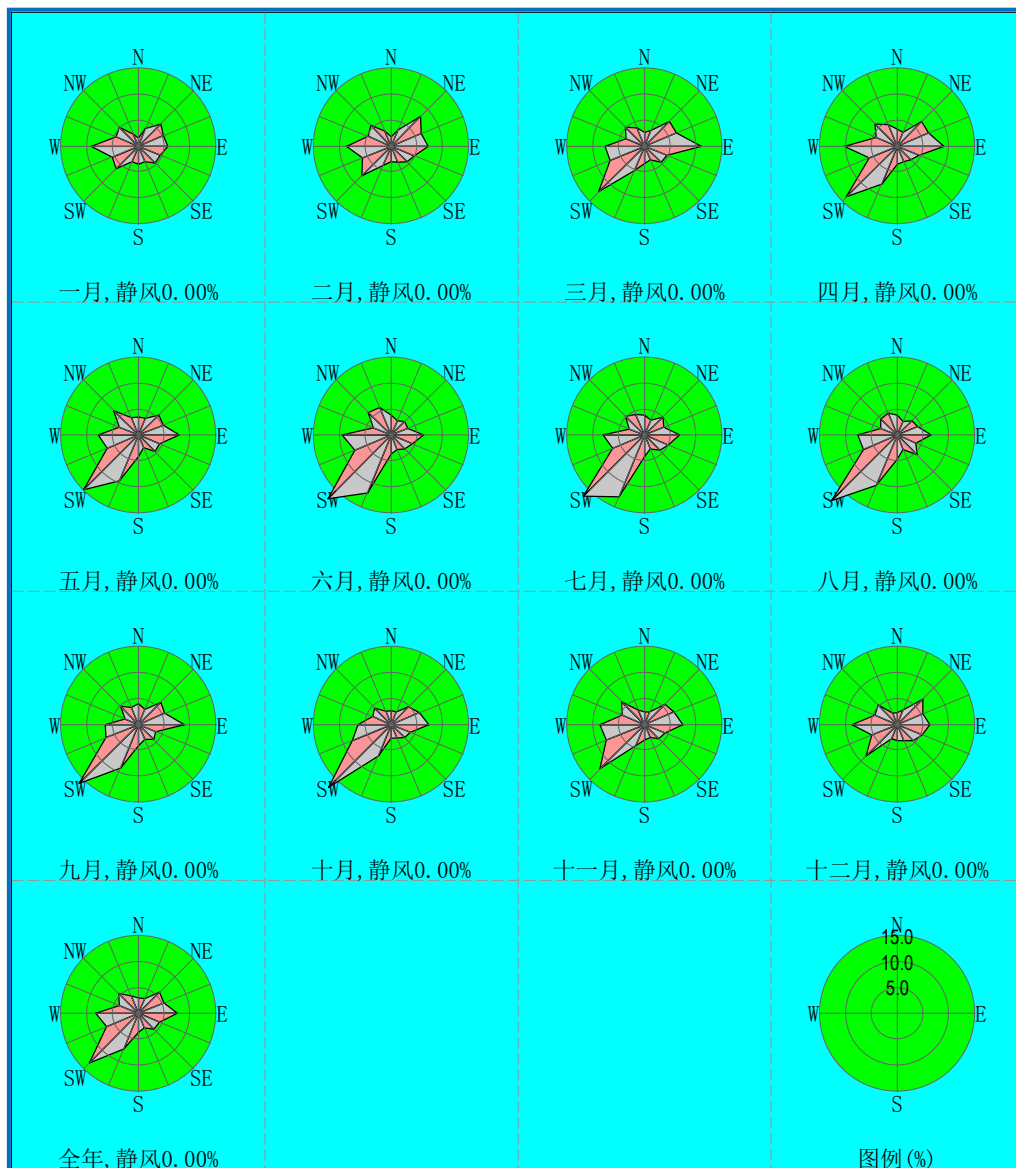 N
NW NE
W E
SW SE
S
一月,静风0.00%
N
NW NE
W E
SW SE
S
二月,静风0.00%
N
NW NE
W E
SW SE
S
三月,静风0.00%
N
NW NE
W E
SW SE
S
四月,静风0.00%
N
NW NE
W E
SW SE
S
五月,静风0.00%
N
NW NE
W E
SW SE
S
六月,静风0.00%
N
NW NE
W E
SW SE
S
七月,静风0.00%
N
NW NE
W E
SW SE
S
八月,静风0.00%
N
NW NE
W E
SW SE
S
九月,静风0.00%
N
NW NE
W E
SW SE
S
十月,静风0.00%
N
NW NE
W E
SW SE
S
十一月,静风0.00%
N
NW NE
W E
SW SE
S
十二月,静风0.00%
N
NW NE
W E
SW SE
S
全年,静风0.00%
N
15.0
10.0
5.0
W E
S
图例(%)